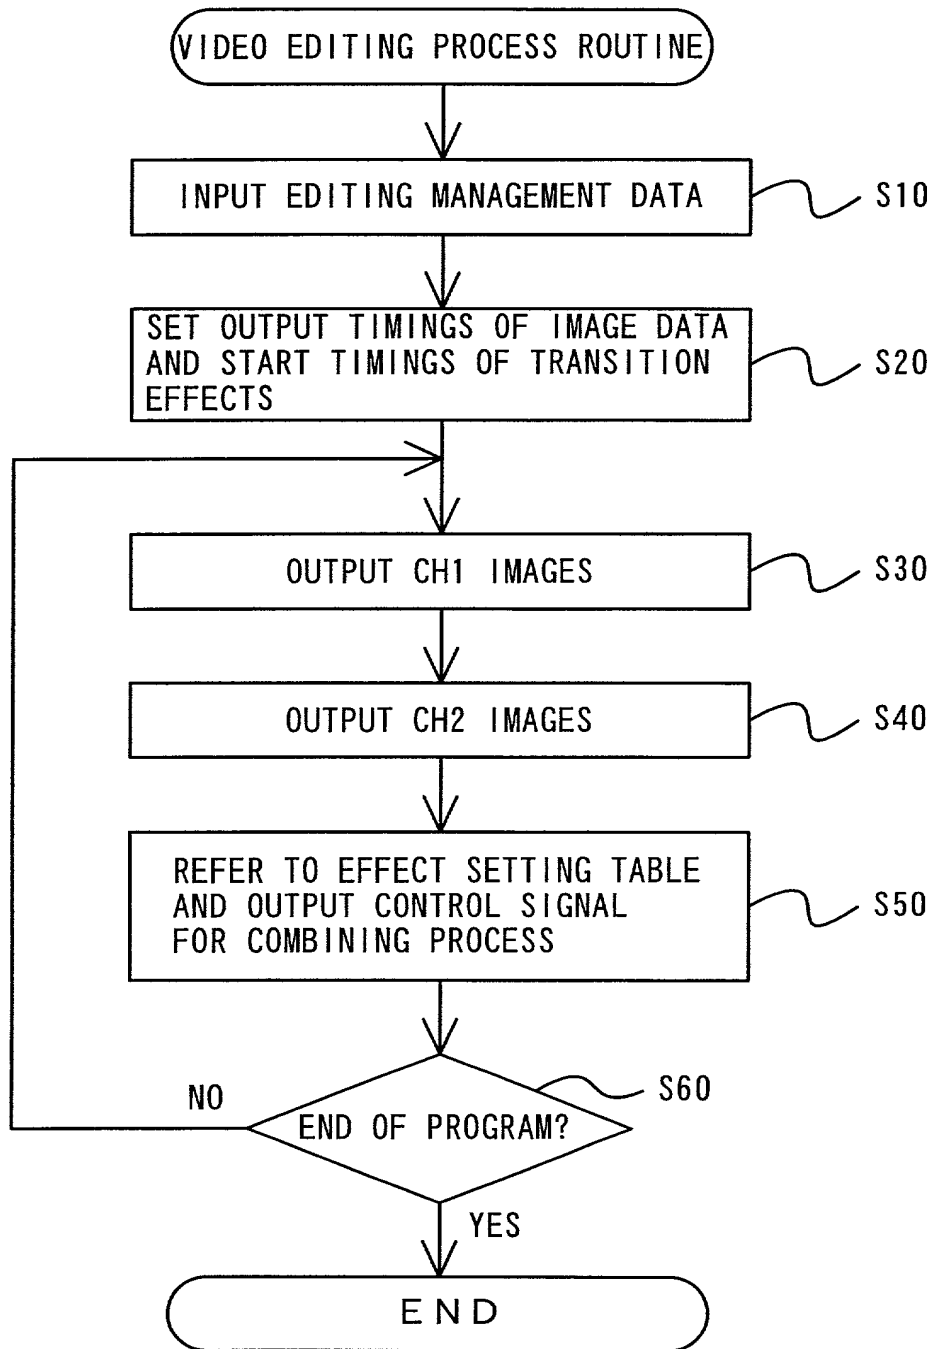 VIDEO EDITING PROCESS ROUTINE
INPUT EDITING MANAGEMENT DATA
S10
SET OUTPUT TIMINGS OF IMAGE DATA
AND START TIMINGS OF TRANSITION
EFFECTS
S20
OUTPUT CH1 IMAGES
S30
OUTPUT CH2 IMAGES
S40
REFER TO EFFECT SETTING TABLE
AND OUTPUT CONTROL SIGNAL
FOR COMBINING PROCESS
S50
NO
S60
END OF PROGRAM?
YES
END